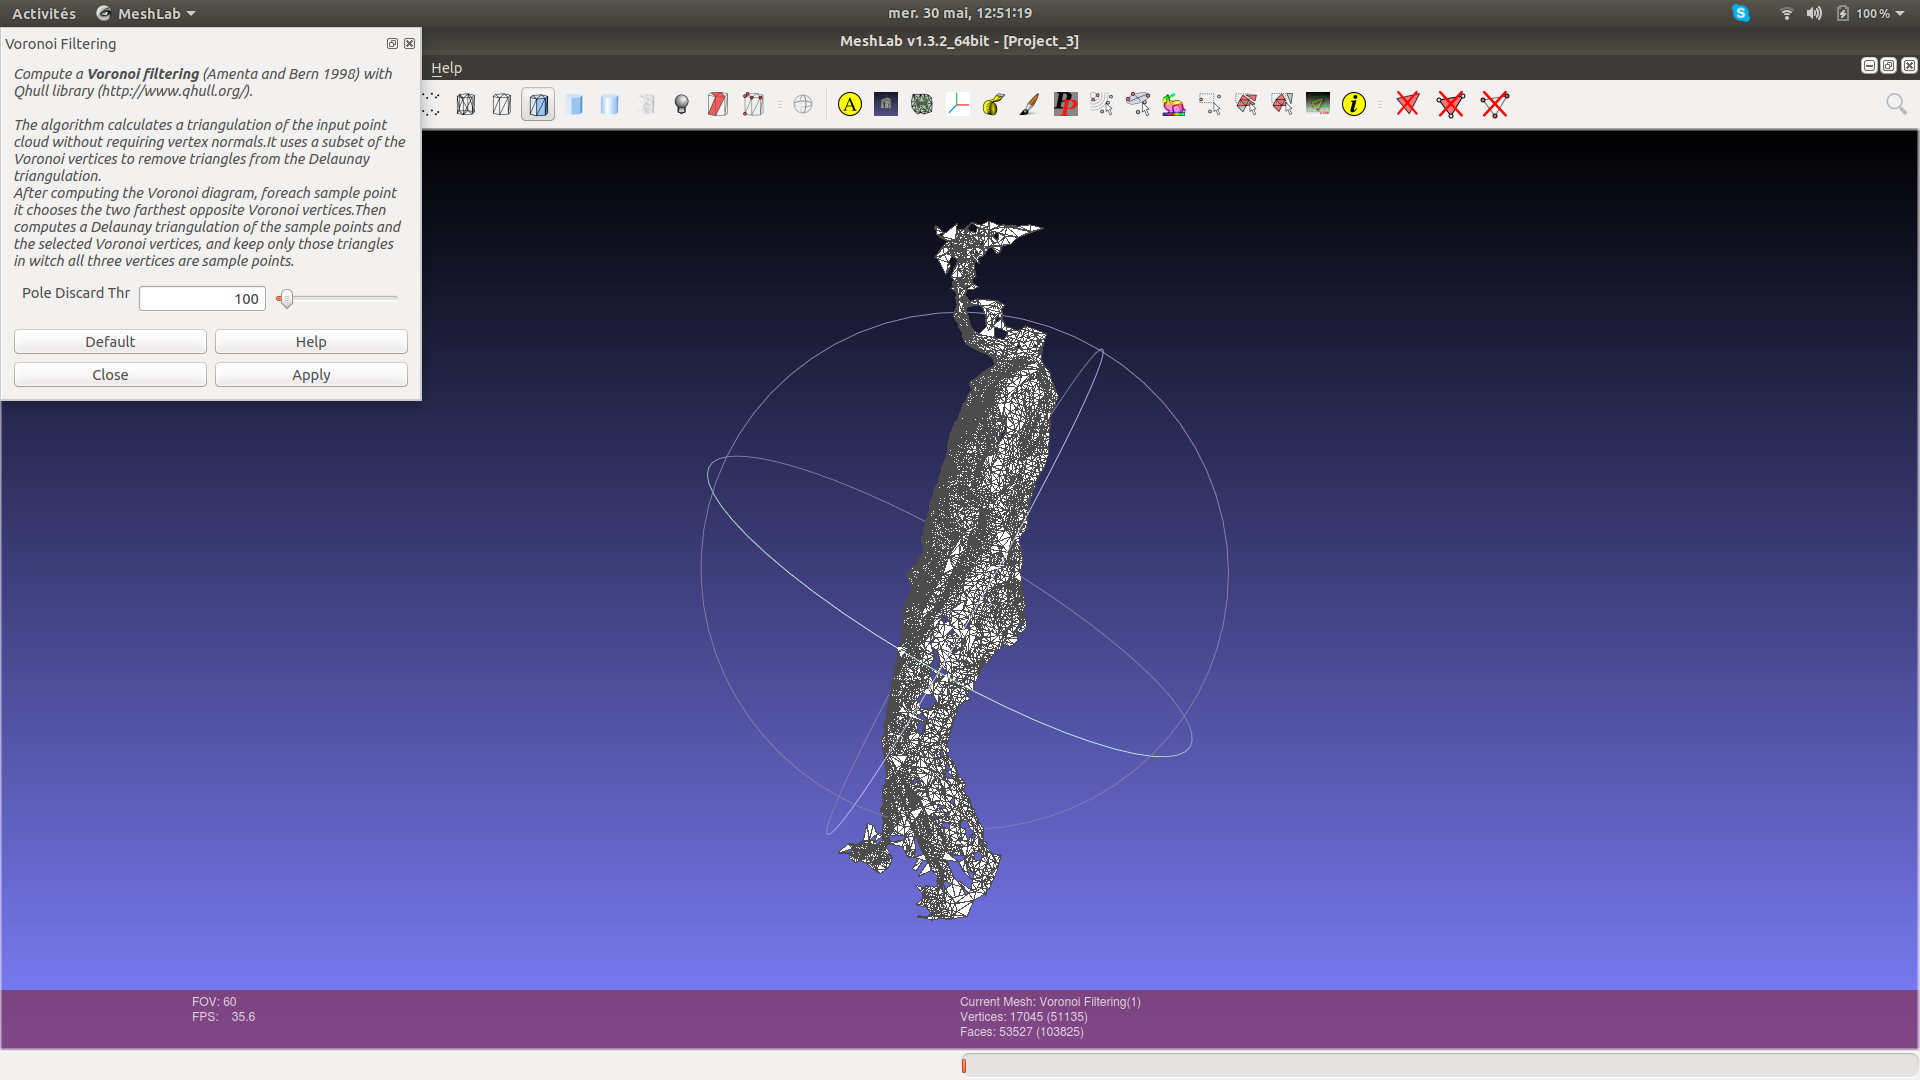 Activités MeshLab mer. 30 mai, 12:51:19 100 %
Voronoi Filtering
MeshLab v1.3.2_64bit - [Project_3]
Help
Compute a Voronoi filtering (Amenta and Bern 1998) with
Qhull library (http://www.qhull.org/).
The algorithm calculates a triangulation of the input point
cloud without requiring vertex normals.It uses a subset of the
Voronoi vertices to remove triangles from the Delaunay
triangulation.
After computing the Voronoi diagram, foreach sample point
it chooses the two farthest opposite Voronoi vertices.Then
computes a Delaunay triangulation of the sample points and
the selected Voronoi vertices, and keep only those triangles
in witch all three vertices are sample points.
Pole Discard Thr 100
Default Help
Close Apply
A
PP
i
FOV: 60
FPS: 35.6
Current Mesh: Voronoi Filtering(1)
Vertices: 17045 (51135)
Faces: 53527 (103825)